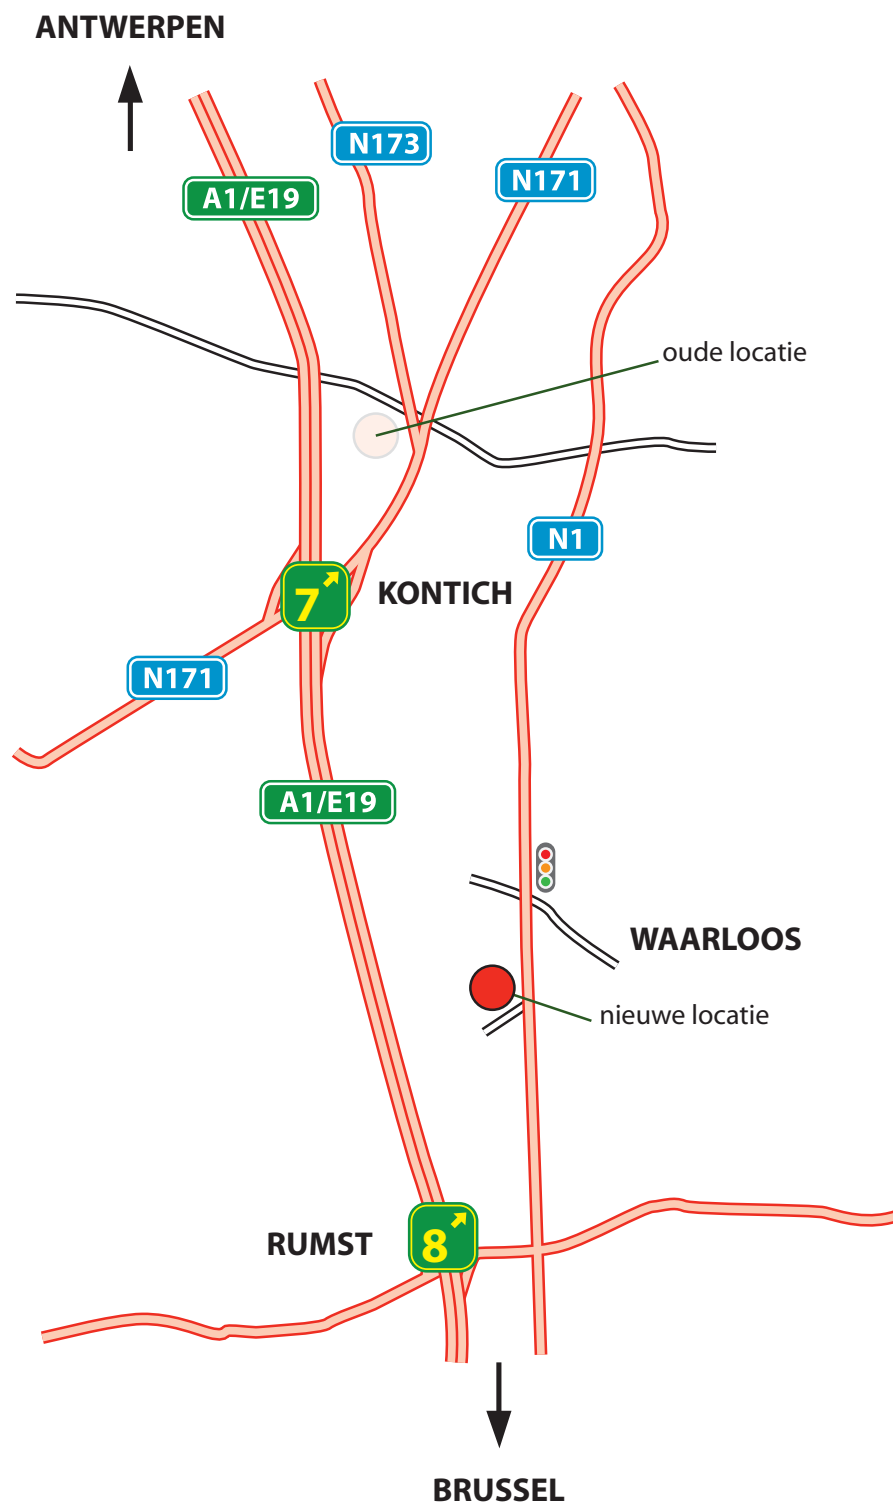 ANTWERPEN
N173
N171
A1/E19
oude locatie
N1
7
KONTICH
N171
A1/E19
WAARLOOS
nieuwe locatie
RUMST
8
BRUSSEL